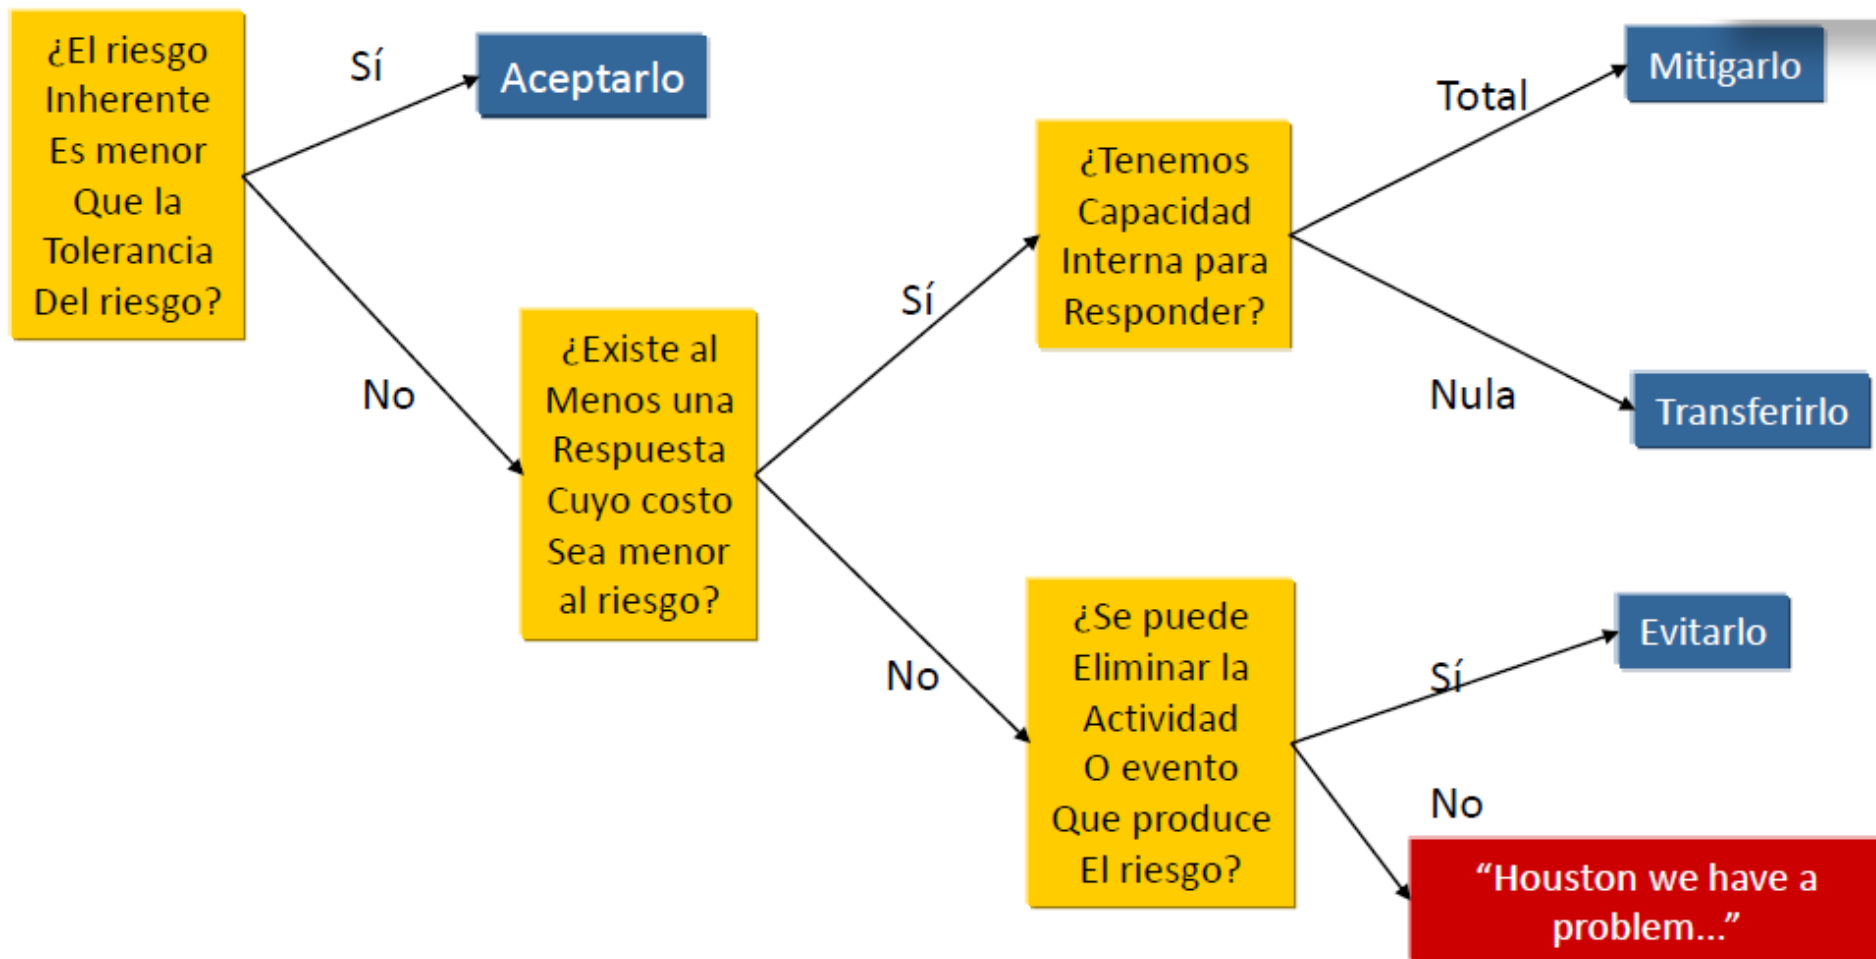 ¿El riesgo
Inherente
Es menor
Que la
Tolerancia
Del riesgo?
Sí
Aceptarlo
No
¿Existe al
Menos una
Respuesta
Cuyo costo
Sea menor
al riesgo?
Sí
¿Tenemos
Capacidad
Interna para
Responder?
Total
Mitigarlo
Nula
Transferirlo
No
¿Se puede
Eliminar la
Actividad
O evento
Que produce
El riesgo?
Sí
Evitarlo
No
“Houston we have a
problem...”